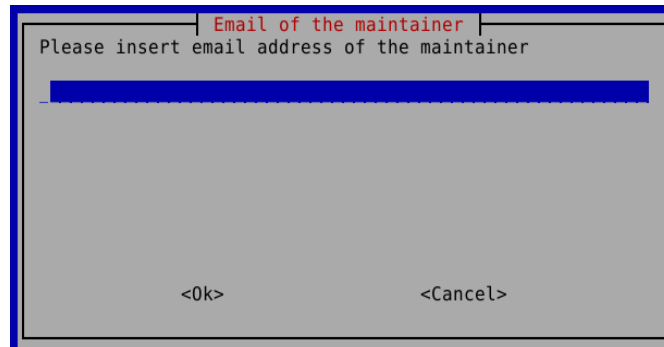 Email of the maintainer
Please insert email address of the maintainer
<Ok> <Cancel>